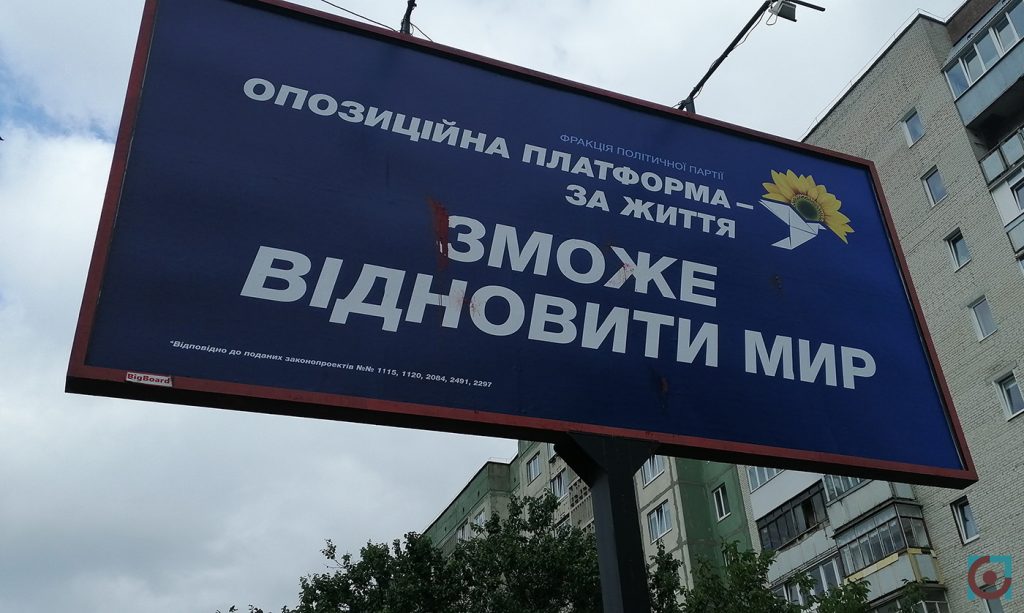 ФРАКЦІЯ ПОЛІТИЧНОЇ ПАРТІЇ
ОПОЗИЦІЙНА ПЛАТФОРМА –
ЗА ЖИТТЯ
ЗМОЖЕ
ВІДНОВИТИ МИР
*Відповідно до поданих законопроектів №№ 1115, 1120, 2084, 2491, 2297
BigBoard